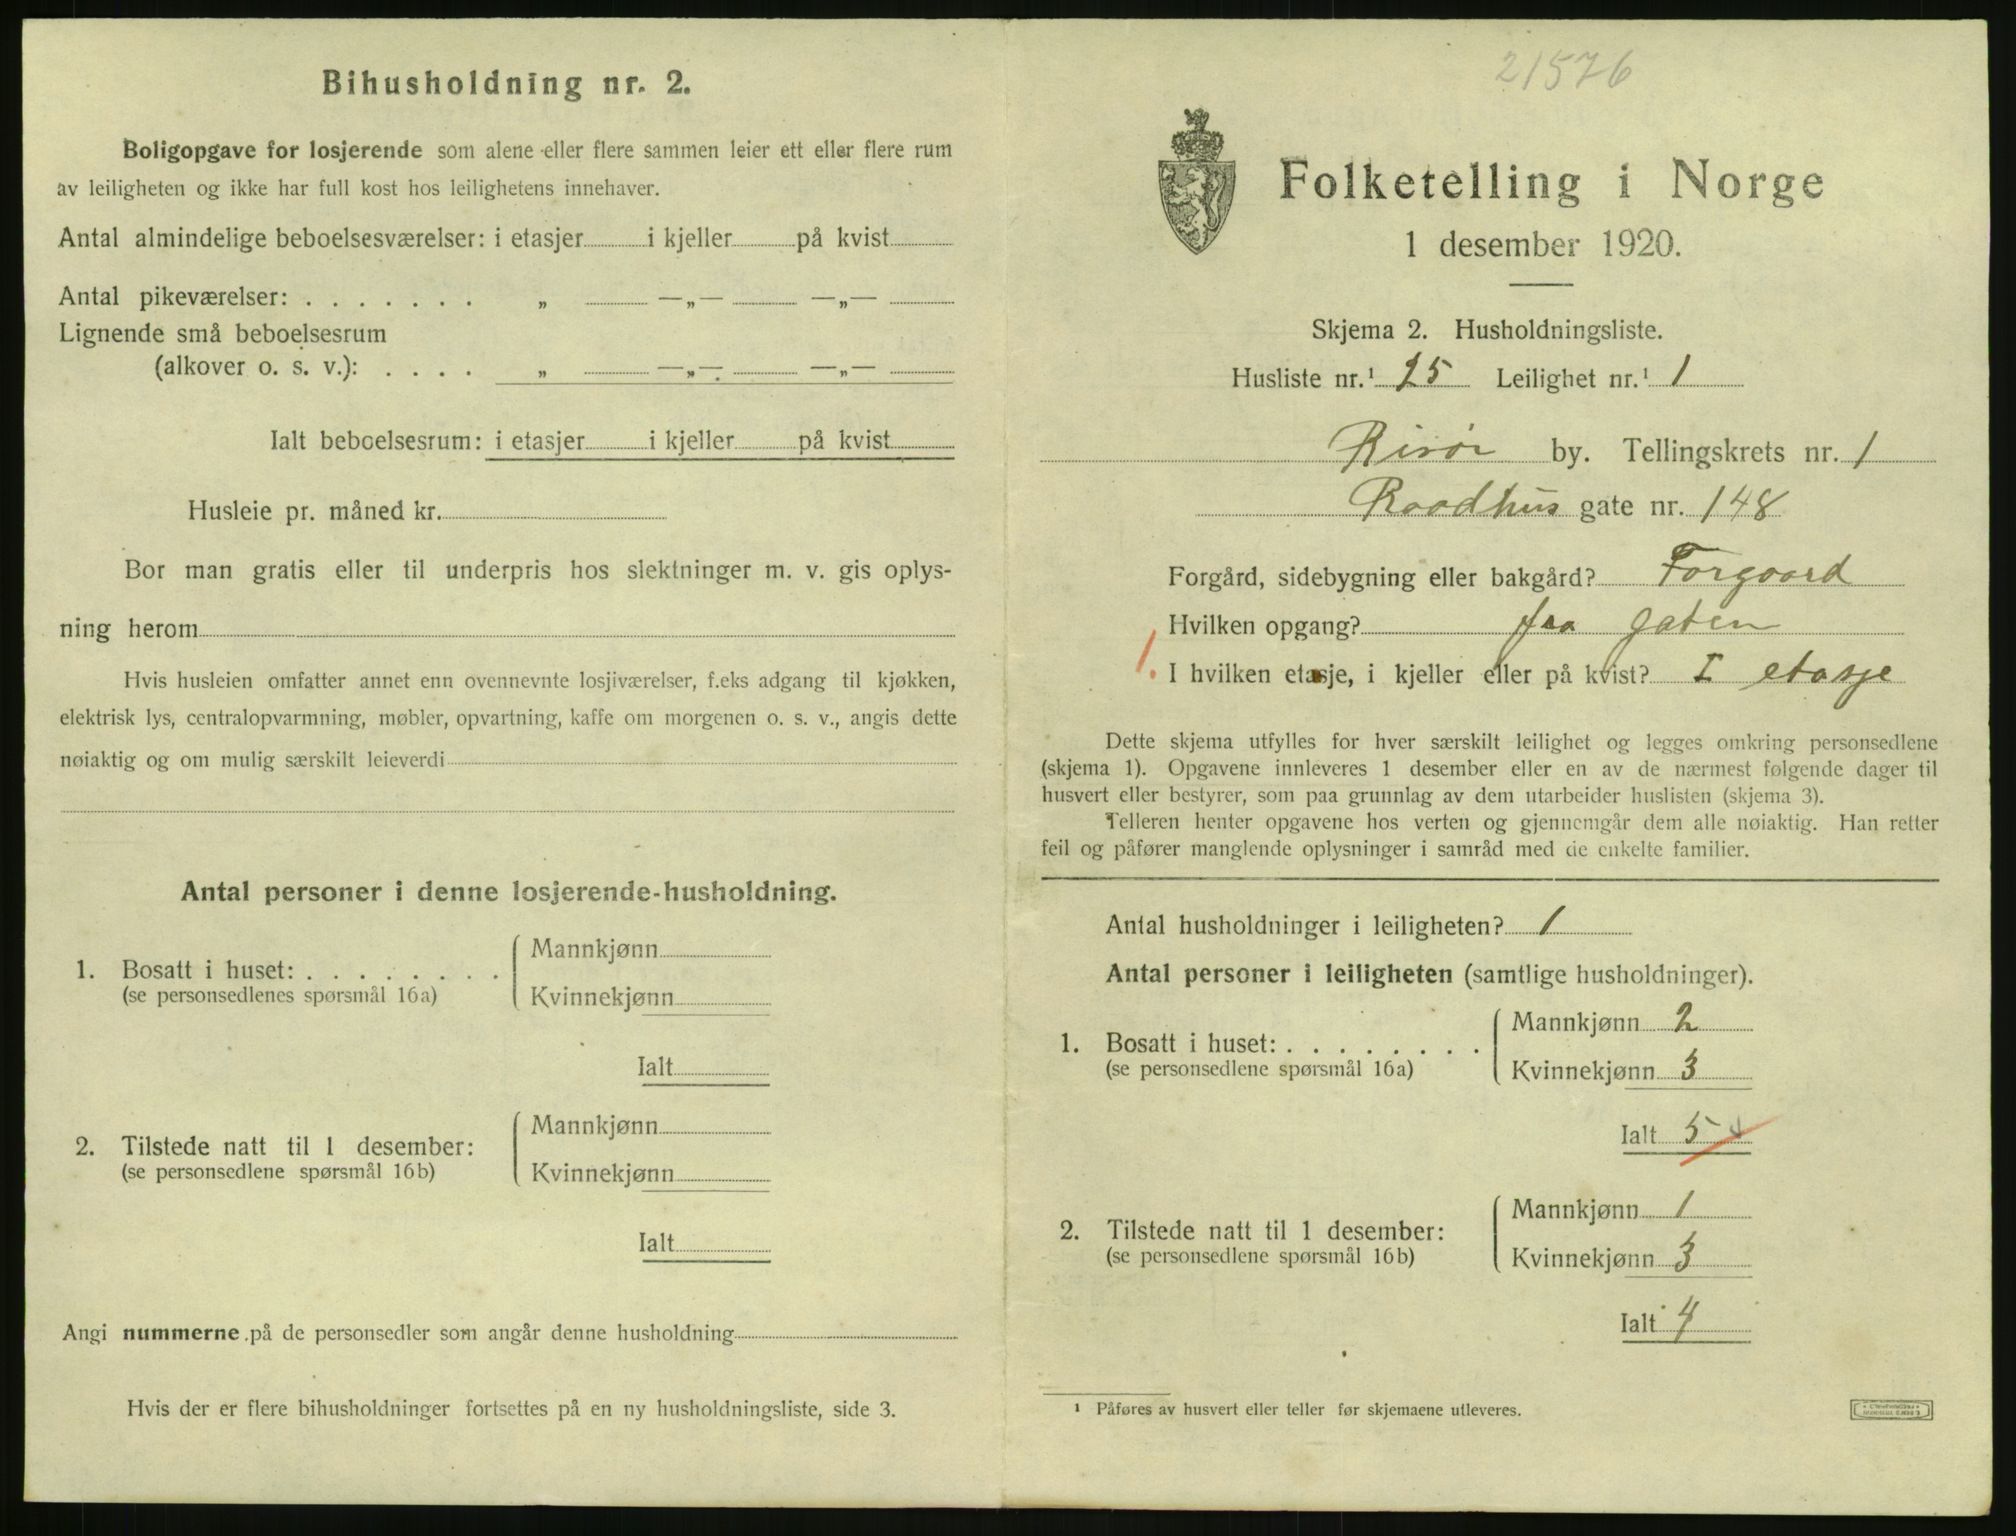 Bihusholdning nr. 2.
Boligopgave for losjerende som alene eller flere sammen leier ett eller flere rum
av leiligheten og ikke har full kost hos leilighetens innehaver.
Antal almindelige beboelsesværelser: i etasjer i kjeller på kvist
Antal pikeværelser: . . . . . . . „ —„— —„—
Lignende små beboelsesrum
(alkover o. s. v.): . . . . „ —„— —„—
Ialt beboelsesrum: i etasjer i kjeller på kvist
Husleie pr. måned kr.
Bor man gratis eller til underpris hos slektninger m. v. gis oplys-
ning herom
Hvis husleien omfatter annet enn ovennevnte losjiværelser, f.eks adgang til kjøkken,
elektrisk lys, centralopvarmning, møbler, opvartning, kaffe om morgenen o. s. v., angis dette
nøiaktig og om mulig særskilt leieverdi
Antal personer i denne losjerende-husholdning.
1. Bosatt i huset: . . . . . . . .
(se personsedlenes spørsmål 16a)
Mannkjønn
Kvinnekjønn
Ialt
2. Tilstede natt til 1 desember:
(se personsedlene spørsmål 16b)
Mannkjønn
Kvinnekjønn
Ialt
Angi nummerne på de personsedler som angår denne husholdning
Hvis der er flere bihusholdninger fortsettes på en ny husholdningsliste, side 3.
21576
Folketelling i Norge
1 desember 1920.
Skjema 2. Husholdningsliste.
Husliste nr.¹ 25 Leilighet nr.¹ 1
Risør by. Tellingskrets nr. 1
Raadhus gate nr. 148
Forgård, sidebygning eller bakgård? Forgaard
Hvilken opgang? fra gaten
1. I hvilken etasje, i kjeller eller på kvist? I etasje
Dette skjema utfylles for hver særskilt leilighet og legges omkring personsedlene
(skjema 1). Opgavene innleveres 1 desember eller en av de nærmest følgende dager til
husvert eller bestyrer, som paa grunnlag av dem utarbeider huslisten (skjema 3).
Telleren henter opgavene hos verten og gjennemgår dem alle nøiaktig. Han retter
feil og påfører manglende oplysninger i samråd med de enkelte familier.
Antal husholdninger i leiligheten? 1
Antal personer i leiligheten (samtlige husholdninger).
1. Bosatt i huset: . . . . . . . .
(se personsedlene spørsmål 16a)
Mannkjønn 2
Kvinnekjønn 3
Ialt 5
2. Tilstede natt til 1 desember:
(se personsedlene spørsmål 16b)
Mannkjønn 1
Kvinnekjønn 3
Ialt 4
¹ Påføres av husvert eller teller før skjemaene utleveres.